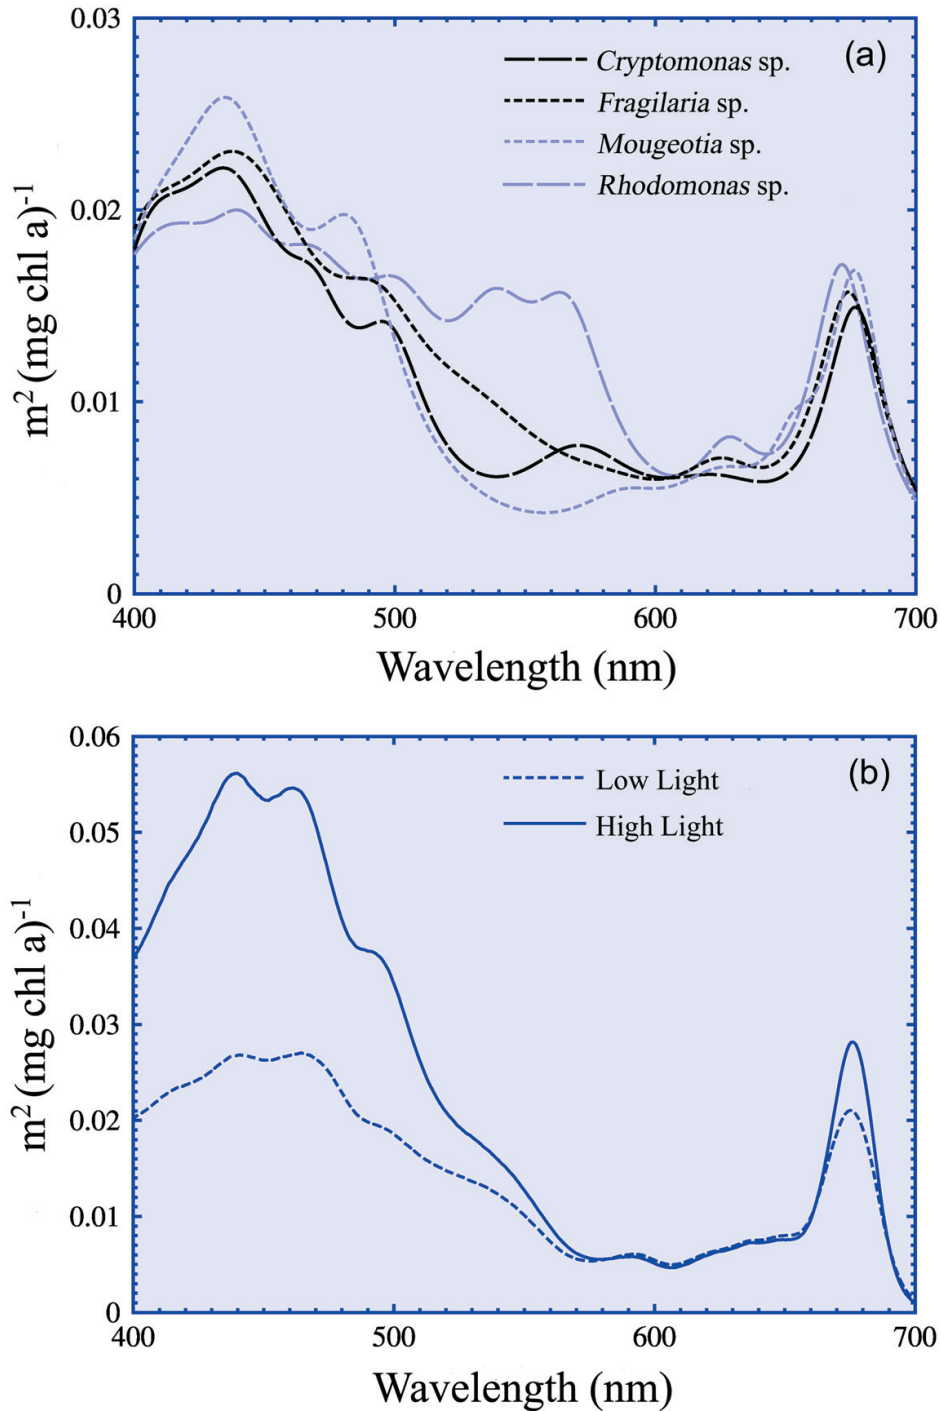 0.03
(a)
Cryptomonas sp.
Fragilaria sp.
Mougeotia sp.
Rhodomonas sp.
0.02
0.01
0
m² (mg chl a)⁻¹
400
500
600
700
Wavelength (nm)
0.06
(b)
Low Light
High Light
0.05
0.04
0.03
0.02
0.01
0
m² (mg chl a)⁻¹
400
500
600
700
Wavelength (nm)